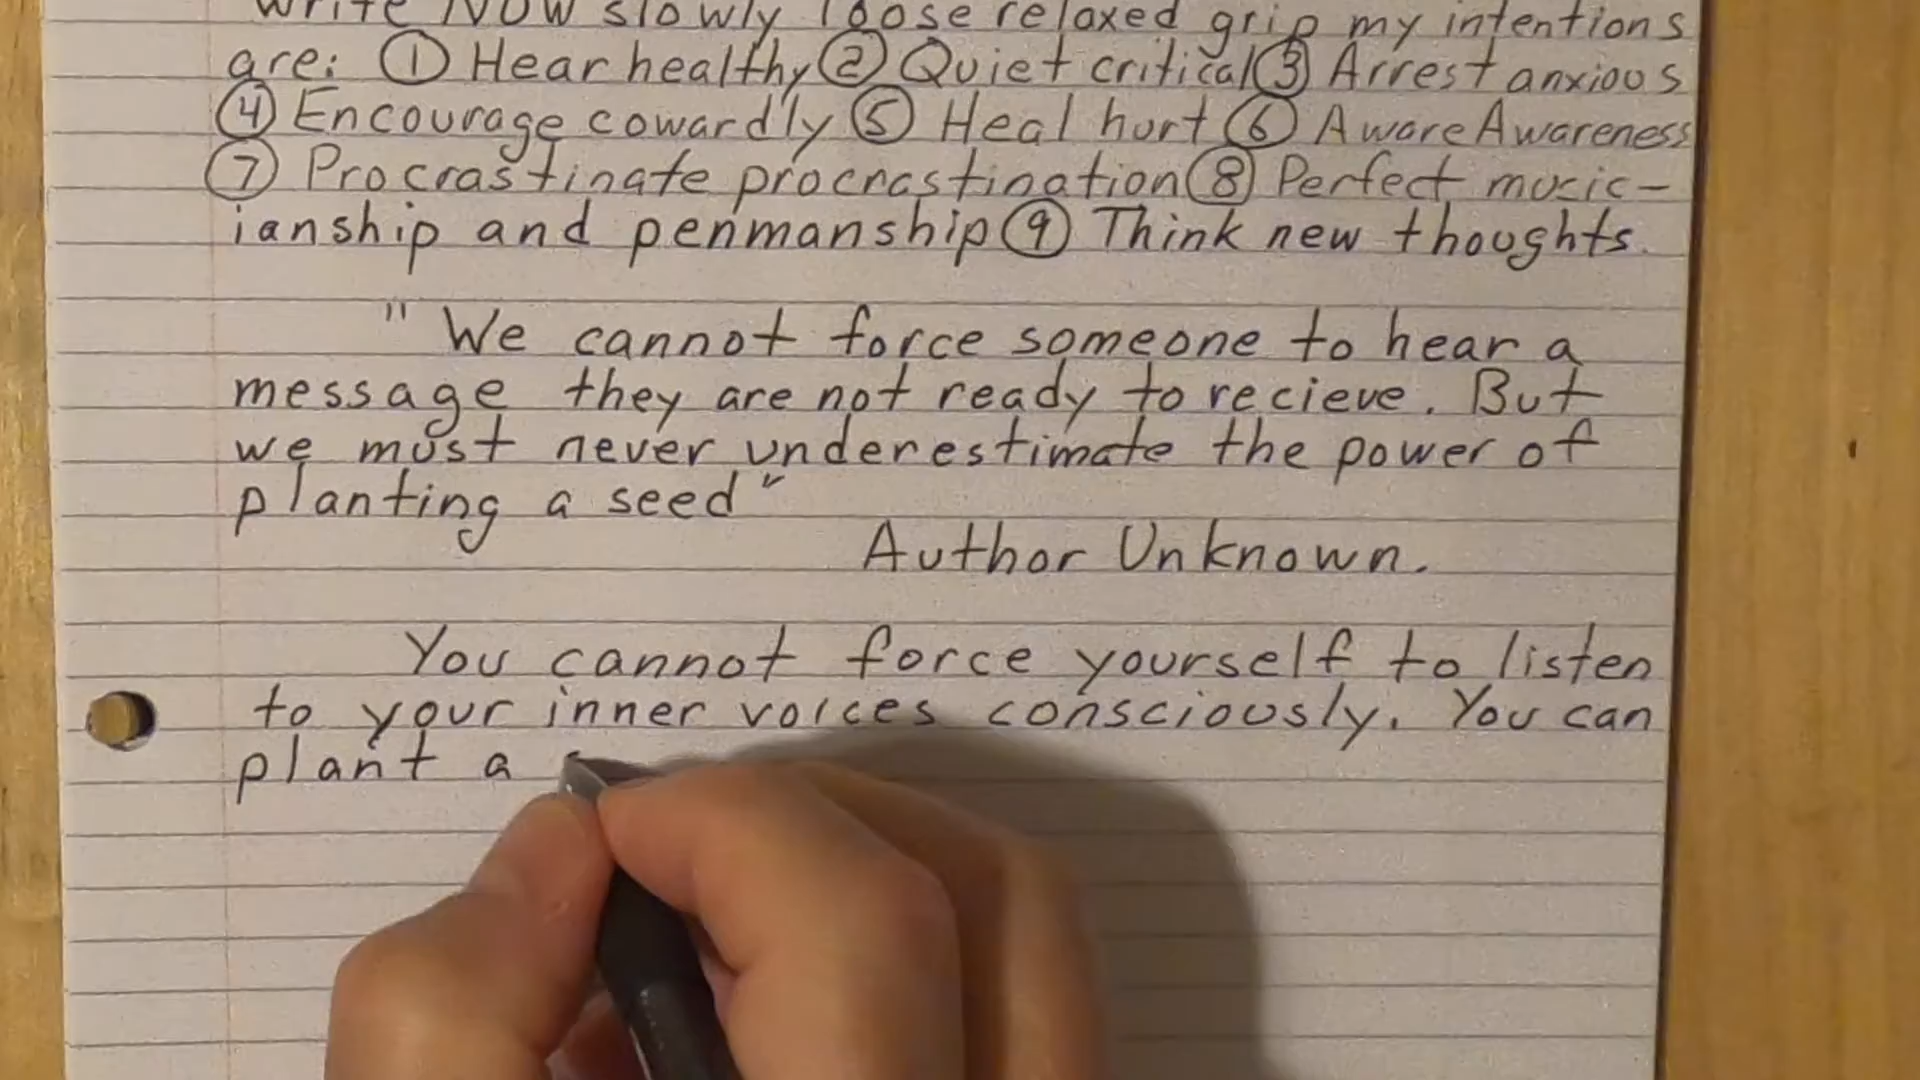 write NOW slowly loose relaxed grip my intentions
are: ① Hear healthy ② Quiet critical ③ Arrest anxious
④ Encourage cowardly ⑤ Heal hurt ⑥ Aware Awareness
⑦ Procrastinate procrastination ⑧ Perfect music-
ianship and penmanship ⑨ Think new thoughts.
"We cannot force someone to hear a
message they are not ready to recieve. But
we must never underestimate the power of
planting a seed"
Author Unknown.
You cannot force yourself to listen
to your inner voices consciously. You can
plant a